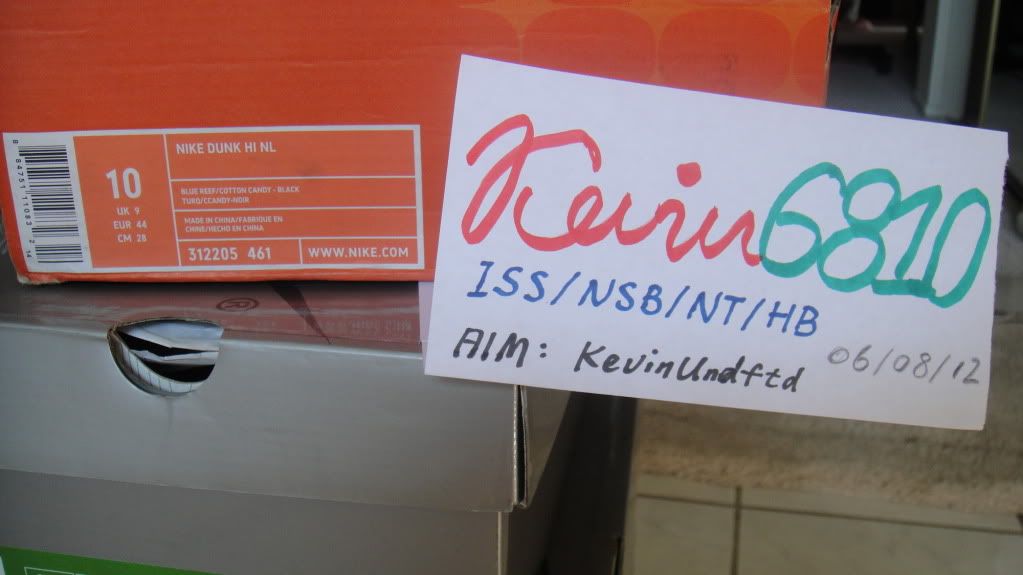 NIKE DUNK HI NL
10
UK 9
EUR 44
CM 28
BLUE REEF/COTTON CANDY - BLACK
TURQ/CCANDY-NOIR
MADE IN CHINA/FABRIQUE EN
CHINE/HECHO EN CHINA
312205 461
WWW.NIKE.COM
®
Kevin6810
ISS/NSB/NT/HB
AIM: KevinUndftd
06/08/12